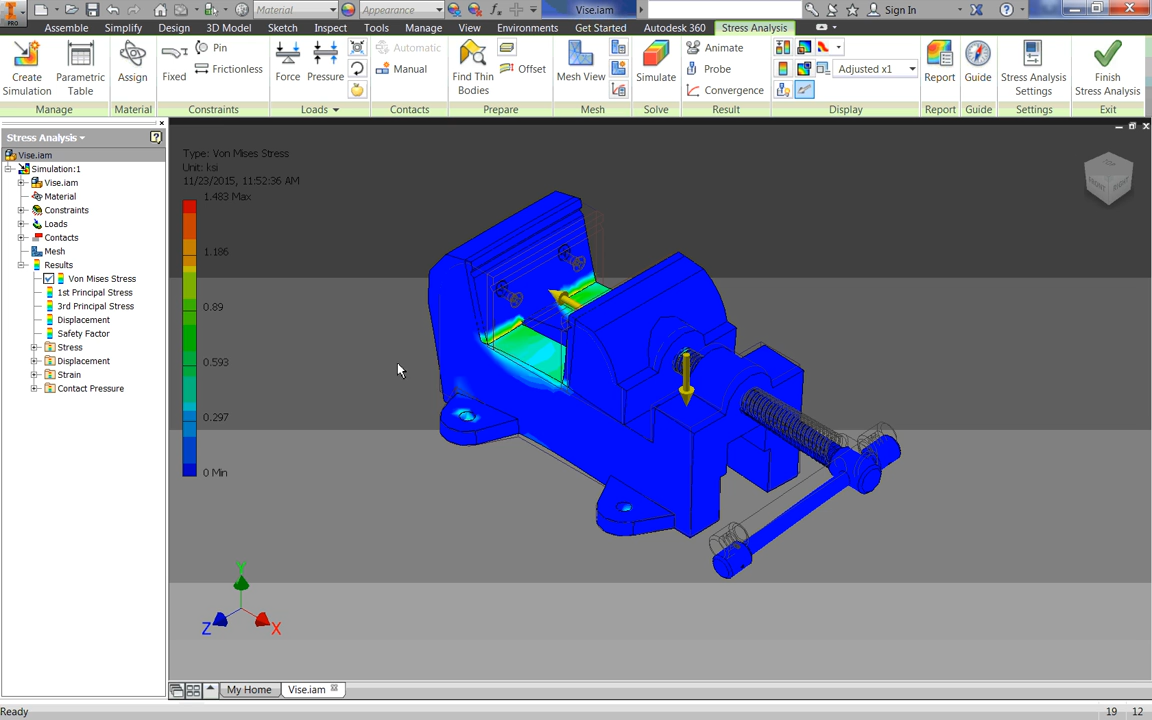 Material
Appearance
Vise.iam
Sign In
PRO
Assemble
Simplify
Design
3D Model
Sketch
Inspect
Tools
Manage
View
Environments
Get Started
Autodesk 360
Stress Analysis
Create Simulation
Parametric Table
Assign
Fixed
Pin
Frictionless
Force
Pressure
Automatic
Manual
Find Thin Bodies
Offset
Mesh View
Simulate
Animate
Probe
Convergence
Adjusted x1
Report
Guide
Stress Analysis Settings
Finish Stress Analysis
Manage
Material
Constraints
Loads
Contacts
Prepare
Mesh
Solve
Result
Display
Report
Guide
Settings
Exit
Stress Analysis
Vise.iam
Simulation:1
Vise.iam
Material
Constraints
Loads
Contacts
Mesh
Results
Von Mises Stress
1st Principal Stress
3rd Principal Stress
Displacement
Safety Factor
Stress
Displacement
Strain
Contact Pressure
Type: Von Mises Stress
Unit: ksi
11/23/2015, 11:52:36 AM
1.483 Max
1.186
0.89
0.593
0.297
0 Min
TOP
FRONT
RIGHT
Y
Z
X
My Home
Vise.iam
Ready
19
12